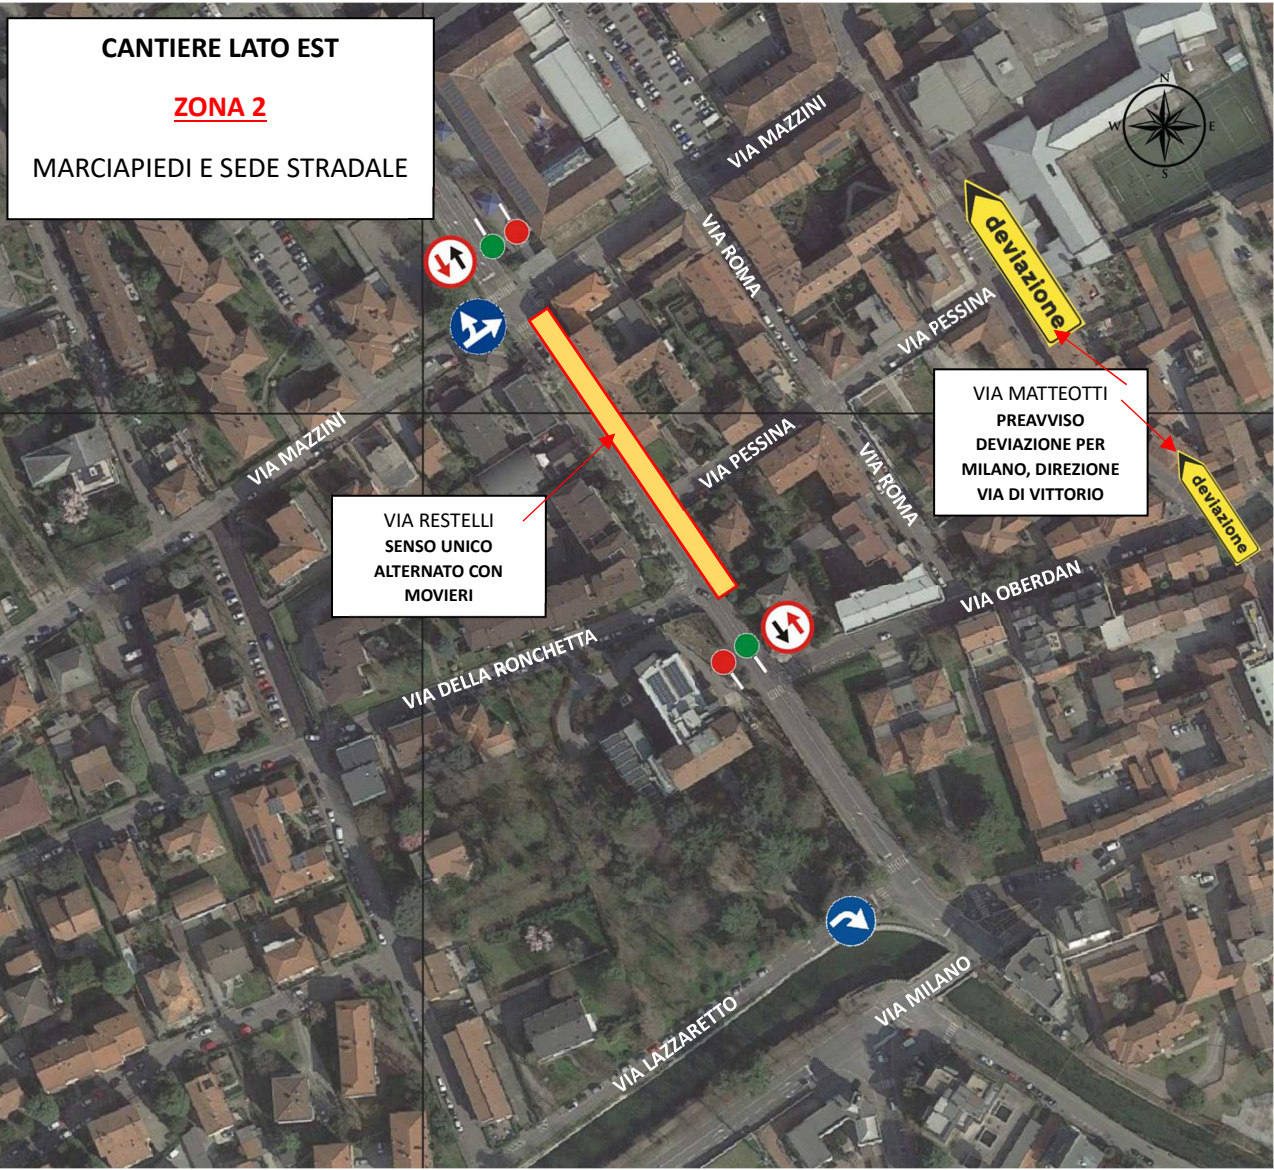 CANTIERE LATO EST
ZONA 2
MARCIAPIEDI E SEDE STRADALE
N
W
E
S
VIA MAZZINI
VIA ROMA
deviazione
VIA PESSINA
VIA MATTEOTTI
PREAVVISO
DEVIAZIONE PER
MILANO, DIREZIONE
VIA DI VITTORIO
VIA MAZZINI
VIA PESSINA
VIA ROMA
deviazione
VIA RESTELLI
SENSO UNICO
ALTERNATO CON
MOVIERI
VIA OBERDAN
VIA DELLA RONCHETTA
VIA MILANO
VIA LAZZARETTO